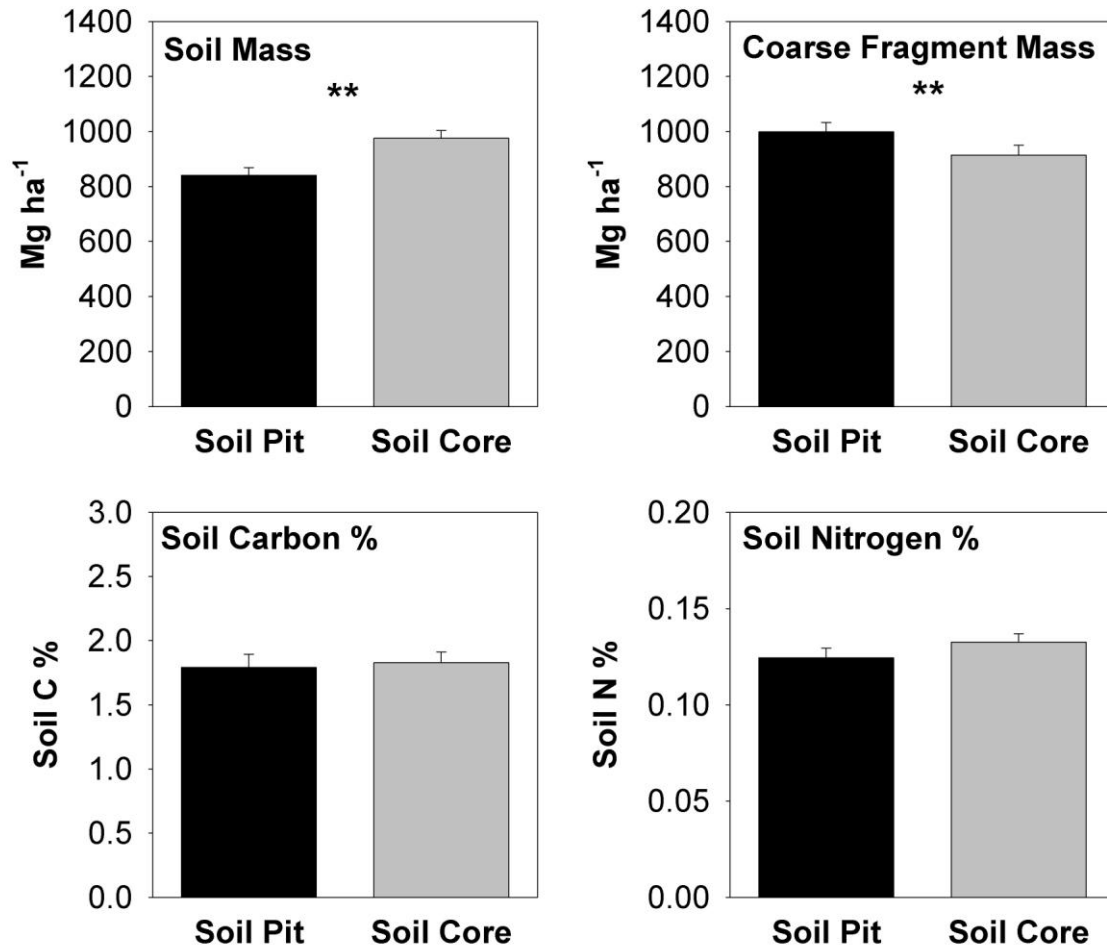 Soil Mass
**
Mg ha⁻¹
1400
1200
1000
800
600
400
200
0
Soil Pit
Soil Core
Coarse Fragment Mass
**
Mg ha⁻¹
1400
1200
1000
800
600
400
200
0
Soil Pit
Soil Core
Soil Carbon %
Soil C %
3.0
2.5
2.0
1.5
1.0
0.5
0.0
Soil Pit
Soil Core
Soil Nitrogen %
Soil N %
0.20
0.15
0.10
0.05
0.00
Soil Pit
Soil Core